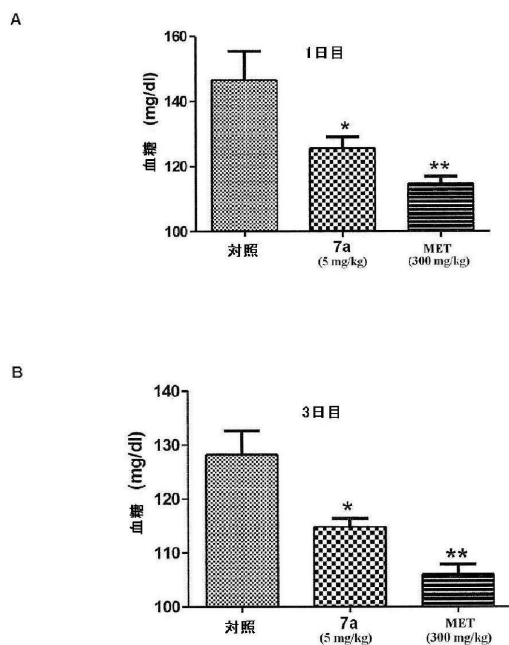 A
1日目
血糖 (mg/dl)
160
140
120
100
*
**
対照
7a
(5 mg/kg)
MET
(300 mg/kg)
B
3日目
血糖 (mg/dl)
140
130
120
110
100
*
**
対照
7a
(5 mg/kg)
MET
(300 mg/kg)